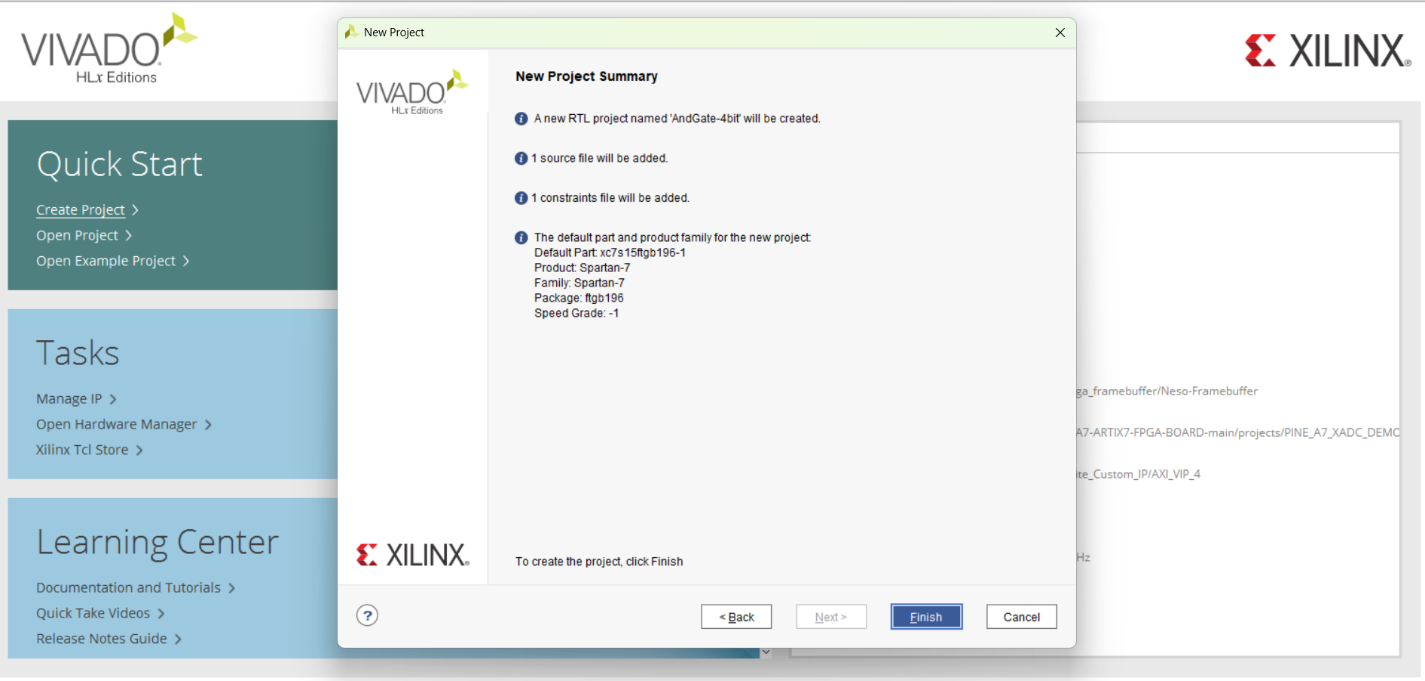 VIVADO.
HLx Editions
XILINX.
Quick Start
Create Project >
Open Project >
Open Example Project >
Tasks
Manage IP >
Open Hardware Manager >
Xilinx Tcl Store >
Learning Center
Documentation and Tutorials >
Quick Take Videos >
Release Notes Guide >
New Project
VIVADO.
HLx Editions
New Project Summary
A new RTL project named 'AndGate-4bit' will be created.
1 source file will be added.
1 constraints file will be added.
The default part and product family for the new project:
Default Part: xc7s15ftgb196-1
Product: Spartan-7
Family: Spartan-7
Package: ftgb196
Speed Grade: -1
XILINX.
To create the project, click Finish
?
< Back
Next >
Finish
Cancel
ga_framebuffer/Neso-Framebuffer
A7-ARTIX7-FPGA-BOARD-main/projects/PINE_A7_XADC_DEMO
ite_Custom_IP/AXI_VIP_4
Hz